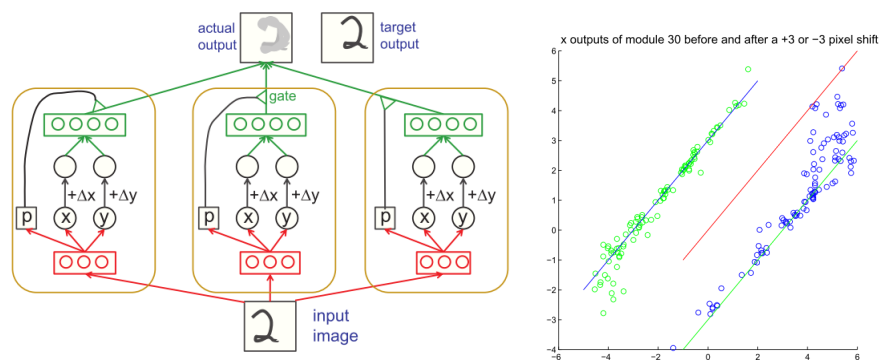 actual
output
target
output
gate
+Δx
+Δy
+Δx
+Δy
+Δx
+Δy
p
x
y
p
x
y
p
x
y
input
image
x outputs of module 30 before and after a +3 or −3 pixel shift
6
5
4
3
2
1
0
−1
−2
−3
−4
−6
−4
−2
0
2
4
6